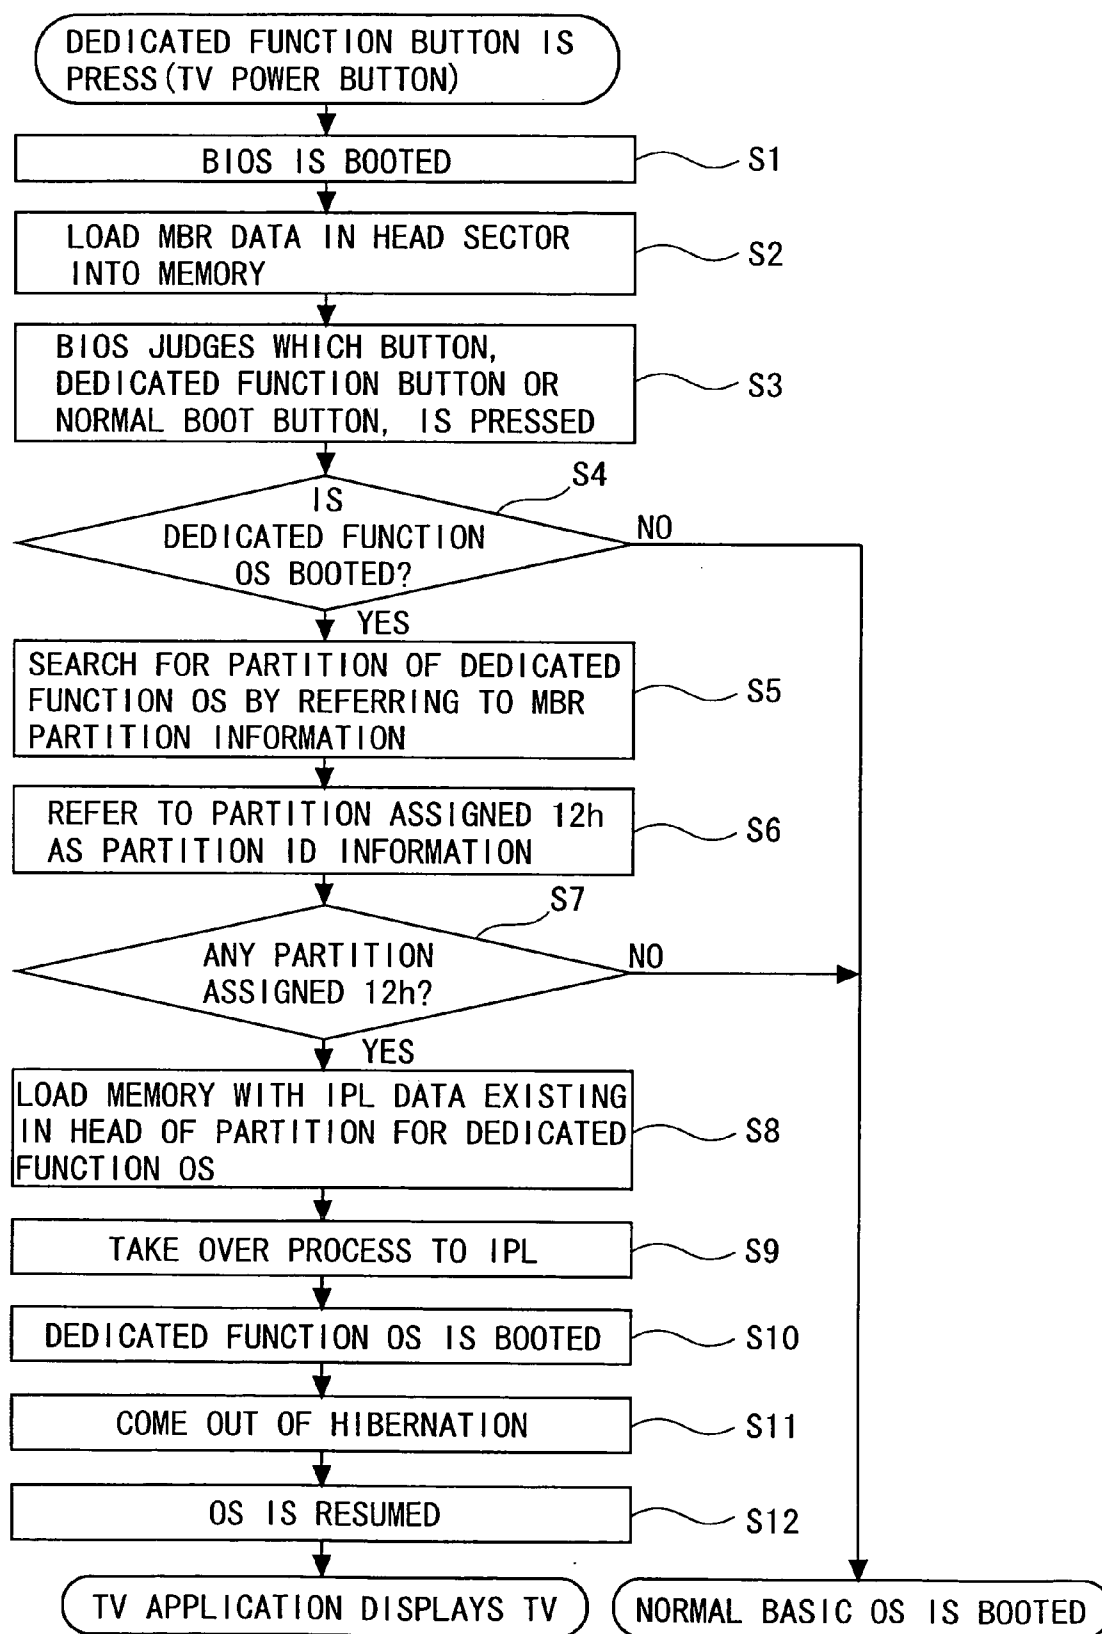 DEDICATED FUNCTION BUTTON IS
PRESS(TV POWER BUTTON)
BIOS IS BOOTED
S1
LOAD MBR DATA IN HEAD SECTOR
INTO MEMORY
S2
BIOS JUDGES WHICH BUTTON,
DEDICATED FUNCTION BUTTON OR
NORMAL BOOT BUTTON, IS PRESSED
S3
S4
IS
DEDICATED FUNCTION
OS BOOTED?
NO
YES
SEARCH FOR PARTITION OF DEDICATED
FUNCTION OS BY REFERRING TO MBR
PARTITION INFORMATION
S5
REFER TO PARTITION ASSIGNED 12h
AS PARTITION ID INFORMATION
S6
S7
ANY PARTITION
ASSIGNED 12h?
NO
YES
LOAD MEMORY WITH IPL DATA EXISTING
IN HEAD OF PARTITION FOR DEDICATED
FUNCTION OS
S8
TAKE OVER PROCESS TO IPL
S9
DEDICATED FUNCTION OS IS BOOTED
S10
COME OUT OF HIBERNATION
S11
OS IS RESUMED
S12
TV APPLICATION DISPLAYS TV
NORMAL BASIC OS IS BOOTED